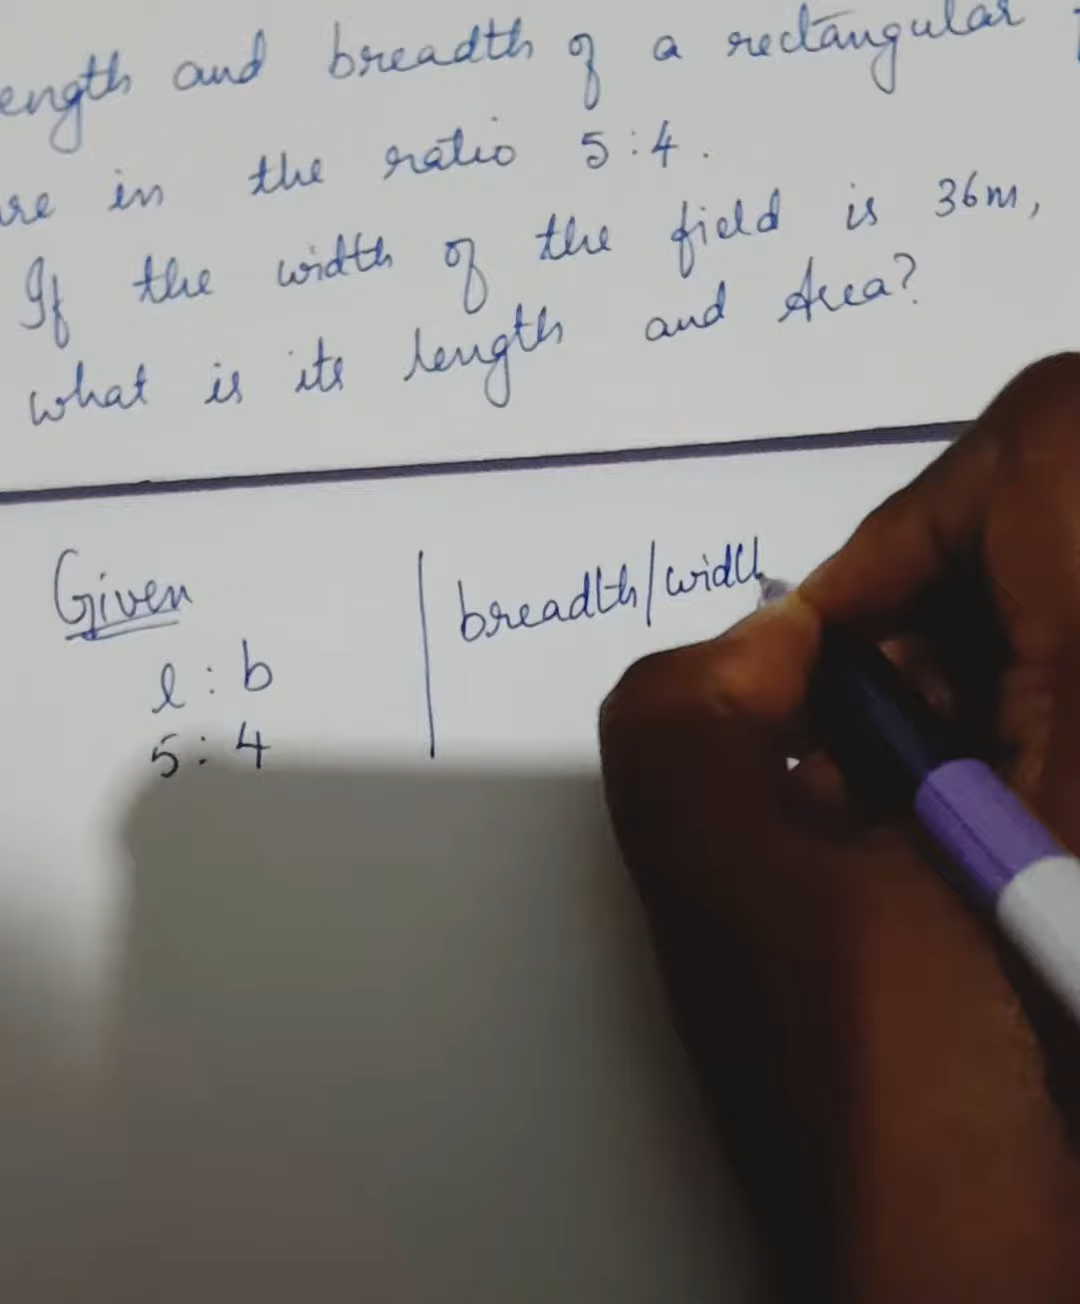 ength and breadth of a rectangular
re in the ratio 5:4.
If the width of the field is 36m,
what is its length and Area?
Given
l : b
5 : 4
breadth/width